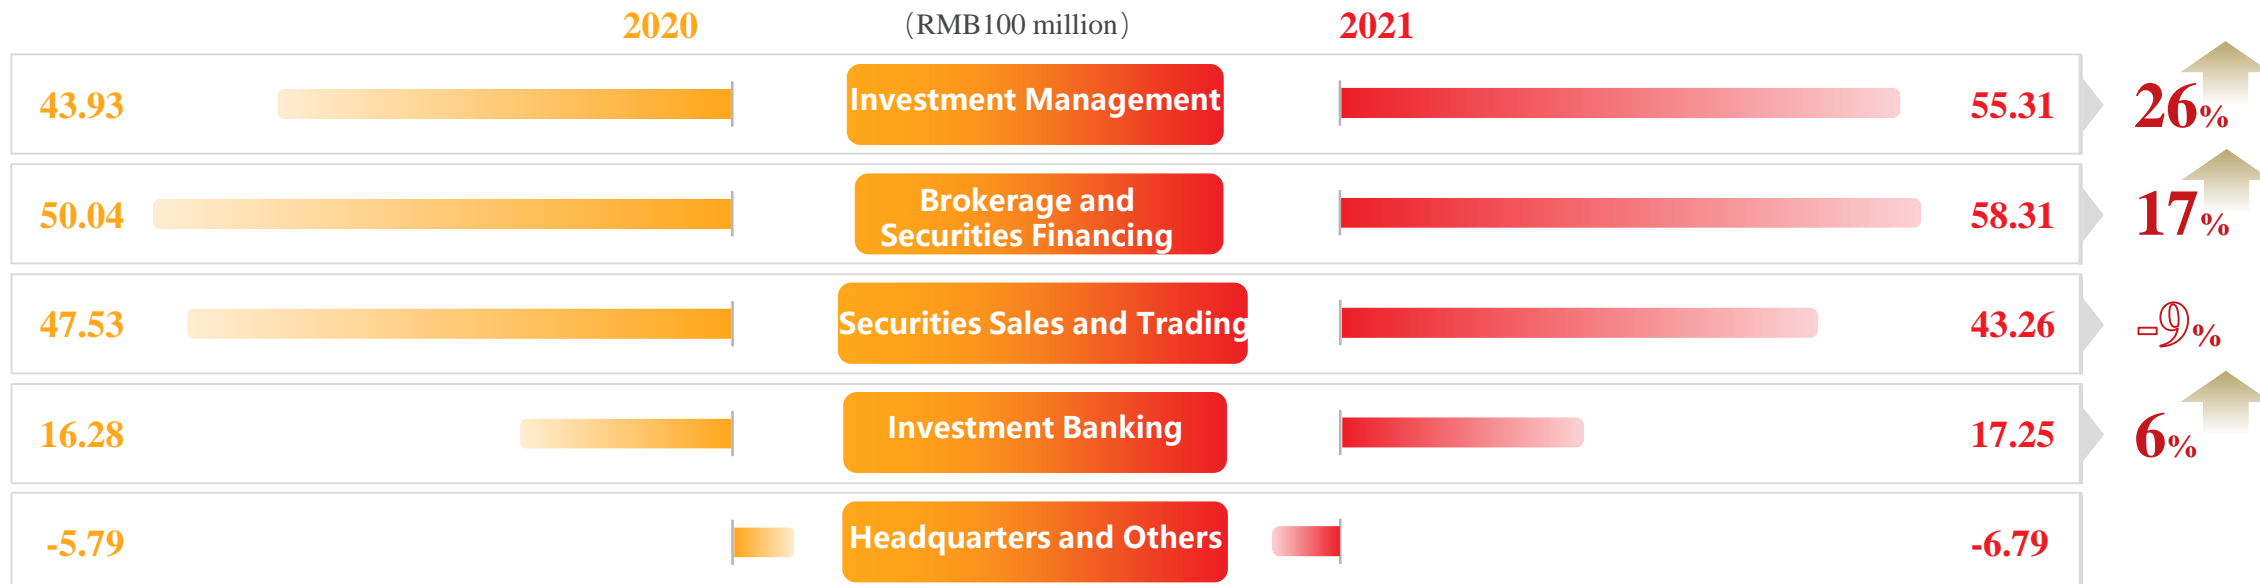 2020 （RMB100 million） 2021
43.93 Investment Management 55.31 26%
50.04 Brokerage and
Securities Financing 58.31 17%
47.53 Securities Sales and Trading 43.26 -9%
16.28 Investment Banking 17.25 6%
-5.79 Headquarters and Others -6.79